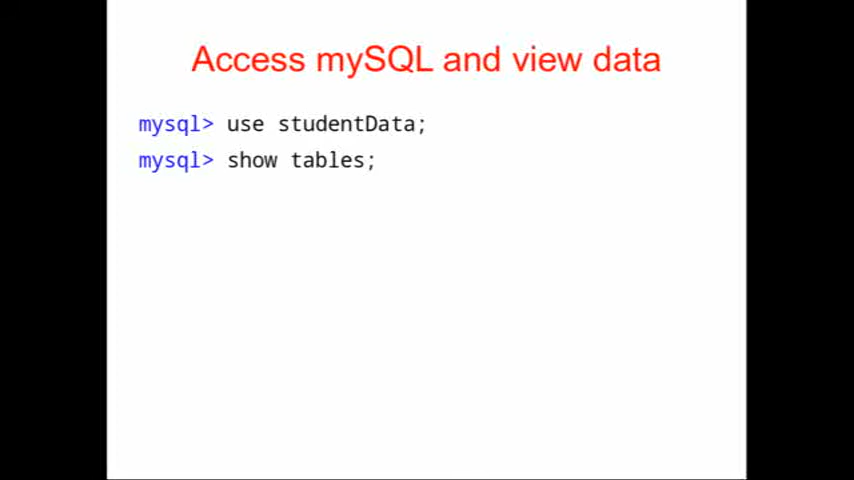 Access mySQL and view data
mysql> use studentData;
mysql> show tables;